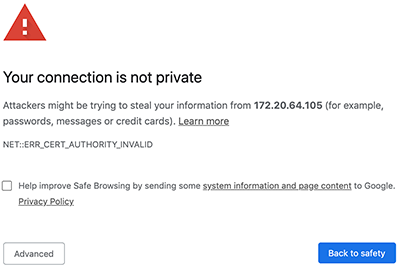 Your connection is not private
Attackers might be trying to steal your information from 172.20.64.105 (for example,
passwords, messages or credit cards). Learn more
NET::ERR_CERT_AUTHORITY_INVALID
Help improve Safe Browsing by sending some system information and page content to Google.
Privacy Policy
Advanced
Back to safety